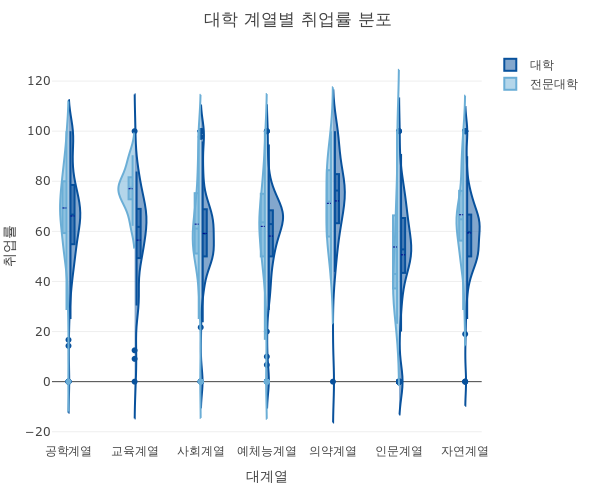 대학 계열별 취업률 분포
대학
전문대학
취업률
120
100
80
60
40
20
0
−20
공학계열 교육계열 사회계열 예체능계열 의약계열 인문계열 자연계열
대계열